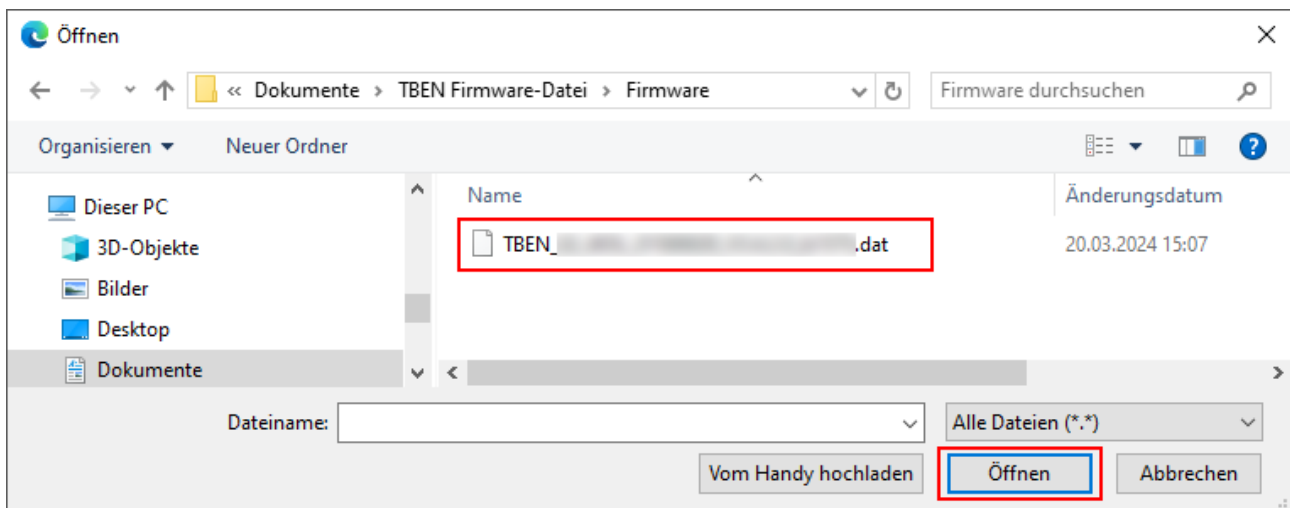 Öffnen
« Dokumente > TBEN Firmware-Datei > Firmware
Firmware durchsuchen
Organisieren
Neuer Ordner
Dieser PC
3D-Objekte
Bilder
Desktop
Dokumente
Name
Änderungsdatum
TBEN_ .dat
20.03.2024 15:07
Dateiname:
Alle Dateien (*.*)
Vom Handy hochladen
Öffnen
Abbrechen